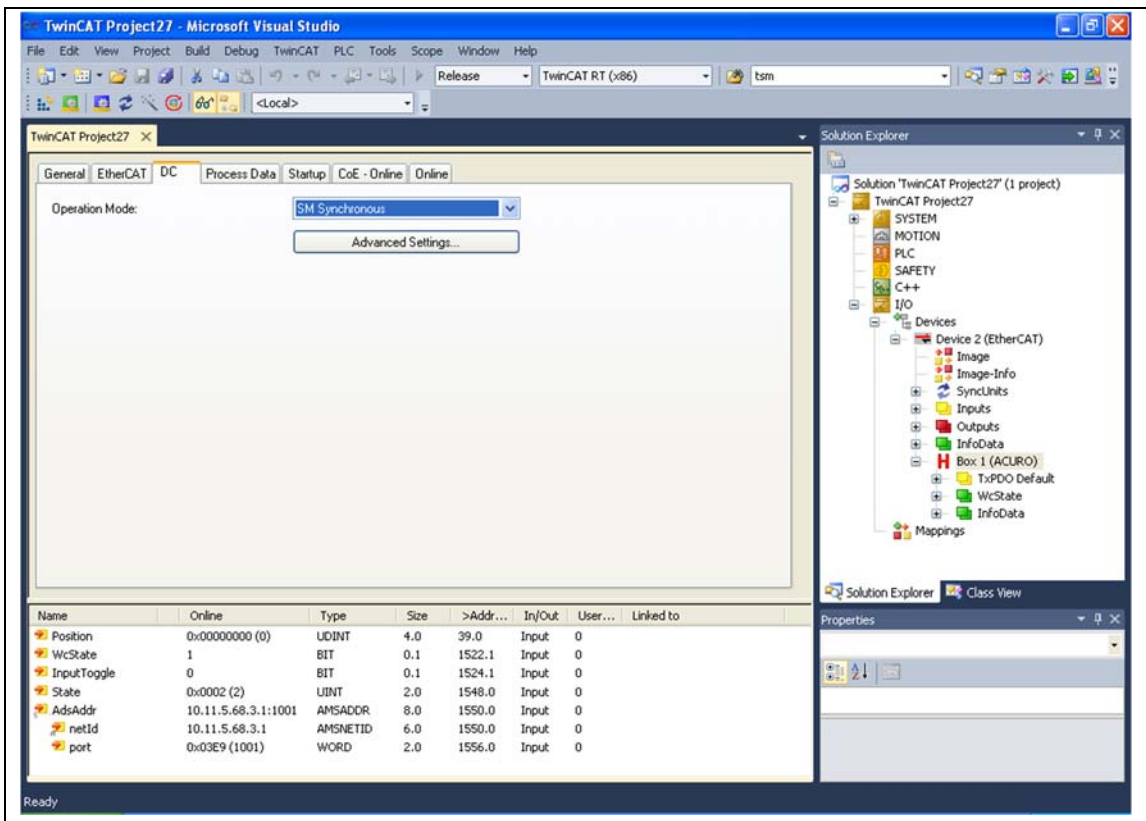 TwinCAT Project27 - Microsoft Visual Studio
File Edit View Project Build Debug TwinCAT PLC Tools Scope Window Help
Release TwinCAT RT (x86) tsm
<Local>
TwinCAT Project27
General EtherCAT DC Process Data Startup CoE - Online Online
Operation Mode: SM Synchronous
Advanced Settings...
Name Online Type Size >Addr... In/Out User... Linked to
Position 0x00000000 (0) UDINT 4.0 39.0 Input 0
WcState 1 BIT 0.1 1522.1 Input 0
InputToggle 0 BIT 0.1 1524.1 Input 0
State 0x0002 (2) UINT 2.0 1548.0 Input 0
AdsAddr 10.11.5.68.3.1:1001 AMSADDR 8.0 1550.0 Input 0
netId 10.11.5.68.3.1 AMSNETID 6.0 1550.0 Input 0
port 0x03E9 (1001) WORD 2.0 1556.0 Input 0
Solution Explorer
Solution 'TwinCAT Project27' (1 project)
TwinCAT Project27
SYSTEM
MOTION
PLC
SAFETY
C++
I/O
Devices
Device 2 (EtherCAT)
Image
Image-Info
SyncUnits
Inputs
Outputs
InfoData
Box 1 (ACURO)
TxPDO Default
WcState
InfoData
Mappings
Solution Explorer Class View
Properties
Ready